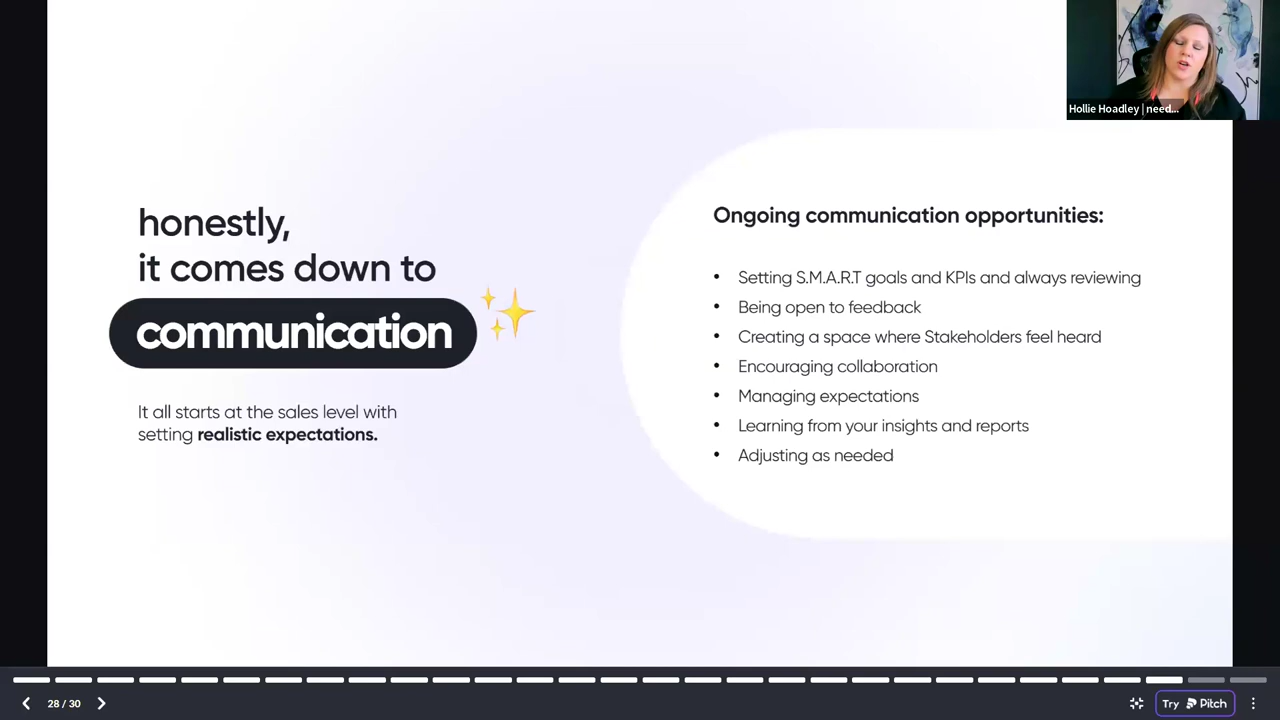 Hollie Hoadley | need...
honestly,
it comes down to
communication
It all starts at the sales level with
setting realistic expectations.
Ongoing communication opportunities:
• Setting S.M.A.R.T goals and KPIs and always reviewing
• Being open to feedback
• Creating a space where Stakeholders feel heard
• Encouraging collaboration
• Managing expectations
• Learning from your insights and reports
• Adjusting as needed
28 / 30
Try Pitch